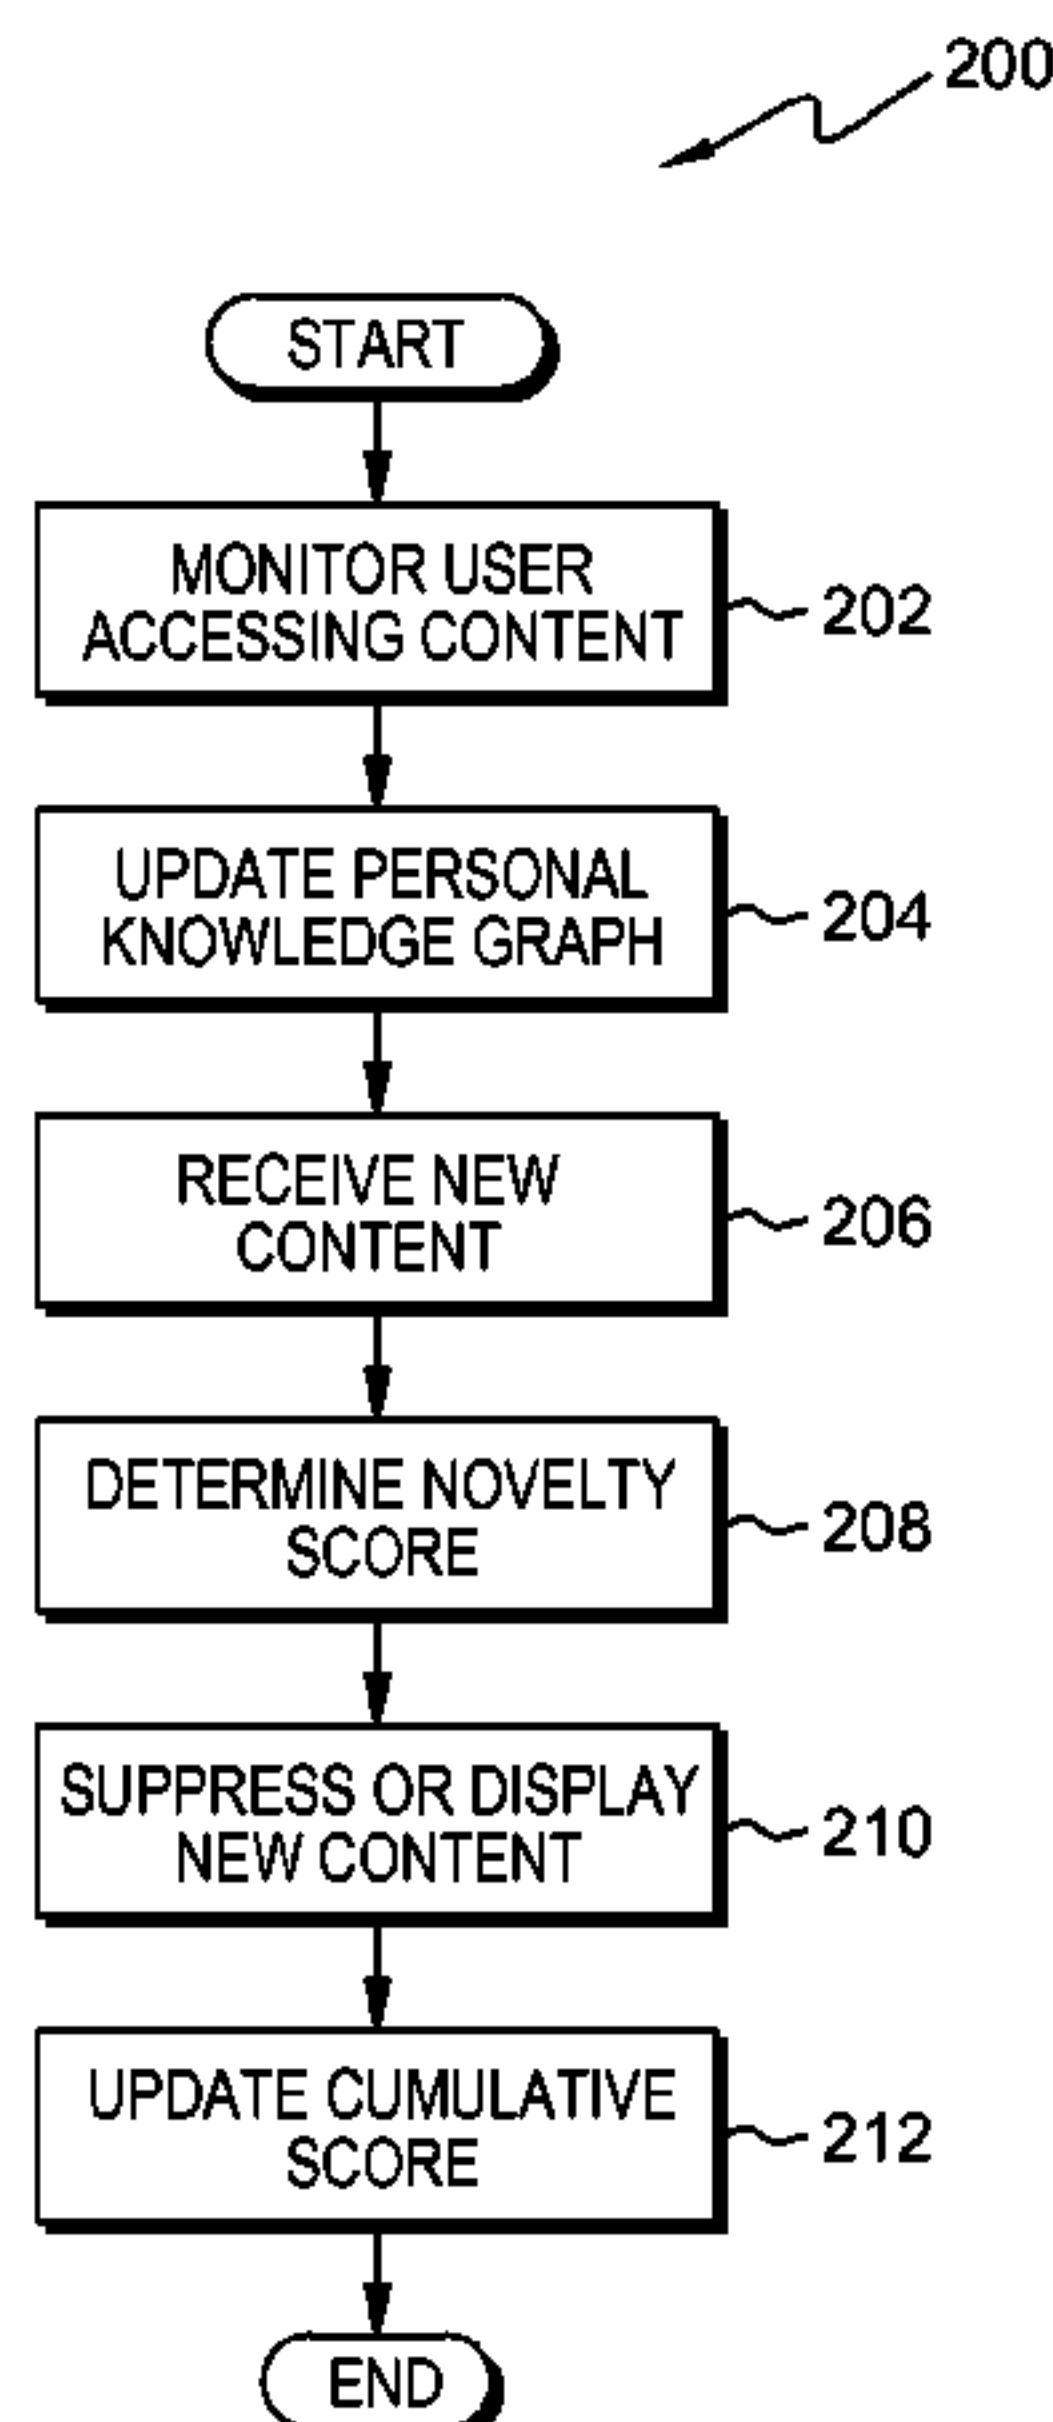 200
START
MONITOR USER
ACCESSING CONTENT
202
UPDATE PERSONAL
KNOWLEDGE GRAPH
204
RECEIVE NEW
CONTENT
206
DETERMINE NOVELTY
SCORE
208
SUPPRESS OR DISPLAY
NEW CONTENT
210
UPDATE CUMULATIVE
SCORE
212
END